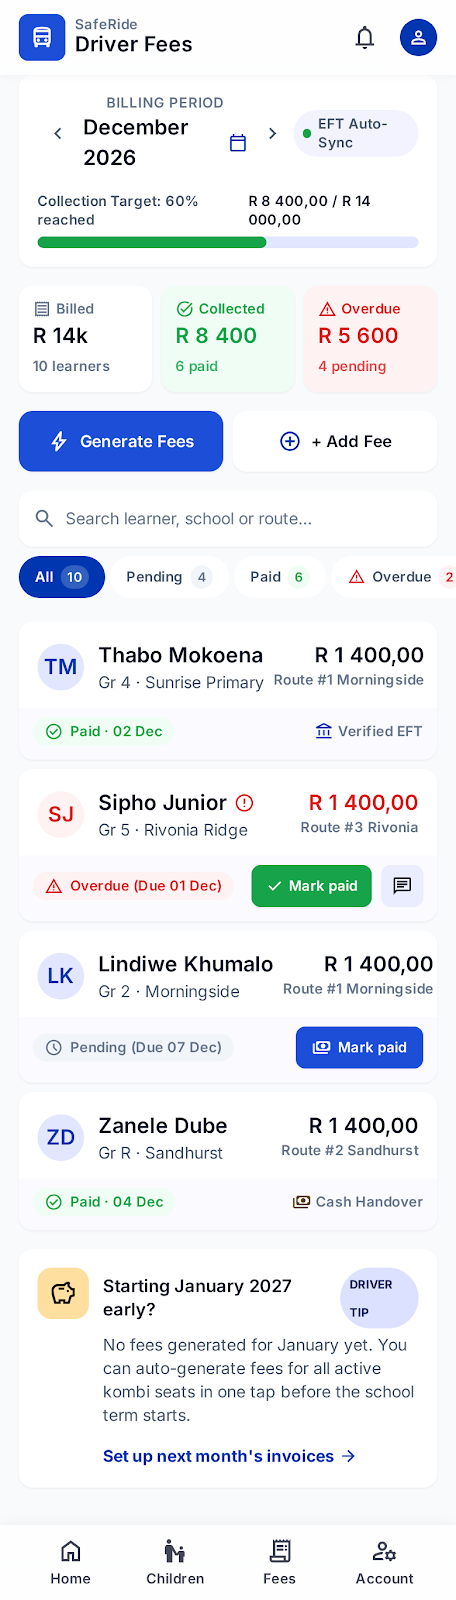 SafeRide
Driver Fees
BILLING PERIOD
December
2026
EFT Auto-
Sync
Collection Target: 60%
reached
R 8 400,00 / R 14
000,00
Billed
R 14k
10 learners
Collected
R 8 400
6 paid
Overdue
R 5 600
4 pending
Generate Fees
+ Add Fee
Search learner, school or route...
All 10
Pending 4
Paid 6
Overdue 2
TM
Thabo Mokoena
R 1 400,00
Gr 4 · Sunrise Primary
Route #1 Morningside
Paid · 02 Dec
Verified EFT
SJ
Sipho Junior
R 1 400,00
Gr 5 · Rivonia Ridge
Route #3 Rivonia
Overdue (Due 01 Dec)
Mark paid
LK
Lindiwe Khumalo
R 1 400,00
Gr 2 · Morningside
Route #1 Morningside
Pending (Due 07 Dec)
Mark paid
ZD
Zanele Dube
R 1 400,00
Gr R · Sandhurst
Route #2 Sandhurst
Paid · 04 Dec
Cash Handover
Starting January 2027
early?
DRIVER
TIP
No fees generated for January yet. You
can auto-generate fees for all active
kombi seats in one tap before the school
term starts.
Set up next month's invoices →
Home
Children
Fees
Account